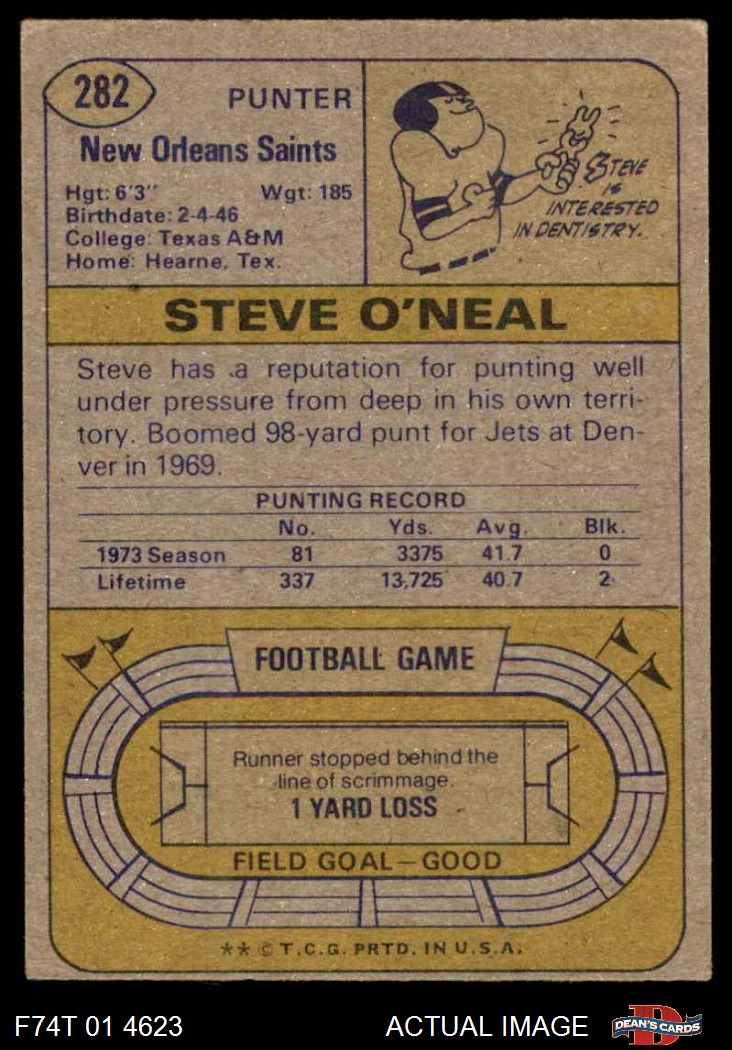 282
PUNTER
New Orleans Saints
Hgt: 6'3" Wgt: 185
Birthdate: 2-4-46
College: Texas A&M
Home: Hearne, Tex.
STEVE
IS
INTERESTED
IN DENTISTRY.
STEVE O'NEAL
Steve has a reputation for punting well
under pressure from deep in his own terri-
tory. Boomed 98-yard punt for Jets at Den-
ver in 1969.
PUNTING RECORD
No. Yds. Avg. Blk.
1973 Season 81 3375 41.7 0
Lifetime 337 13,725 40.7 2
FOOTBALL GAME
Runner stopped behind the
line of scrimmage.
1 YARD LOSS
FIELD GOAL—GOOD
** © T.C.G. PRTD. IN U.S.A.
F74T 01 4623 ACTUAL IMAGE
D
DEAN'S CARDS